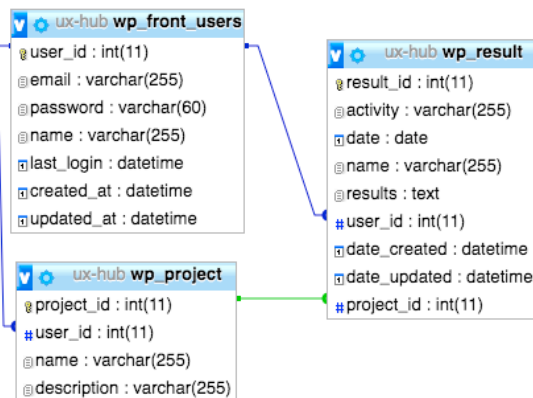 ux-hub wp_front_users
user_id : int(11)
email : varchar(255)
password : varchar(60)
name : varchar(255)
last_login : datetime
created_at : datetime
updated_at : datetime
ux-hub wp_result
result_id : int(11)
activity : varchar(255)
date : date
name : varchar(255)
results : text
#user_id : int(11)
date_created : datetime
date_updated : datetime
#project_id : int(11)
ux-hub wp_project
project_id : int(11)
#user_id : int(11)
name : varchar(255)
description : varchar(255)